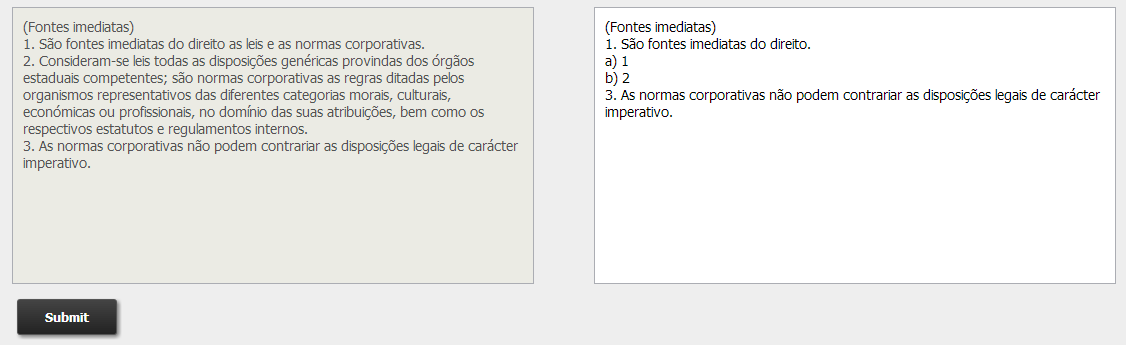 (Fontes imediatas)
1. São fontes imediatas do direito as leis e as normas corporativas.
2. Consideram-se leis todas as disposições genéricas provindas dos órgãos
estaduais competentes; são normas corporativas as regras ditadas pelos
organismos representativos das diferentes categorias morais, culturais,
económicas ou profissionais, no domínio das suas atribuições, bem como os
respectivos estatutos e regulamentos internos.
3. As normas corporativas não podem contrariar as disposições legais de carácter
imperativo.
(Fontes imediatas)
1. São fontes imediatas do direito.
a) 1
b) 2
3. As normas corporativas não podem contrariar as disposições legais de carácter
imperativo.
Submit